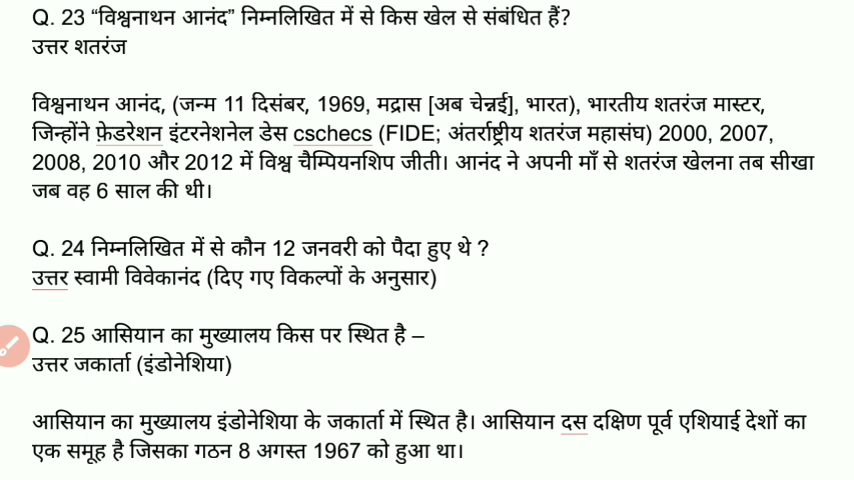 Q. 23 “विश्वनाथन आनंद” निम्नलिखित में से किस खेल से संबंधित हैं?
उत्तर शतरंज
विश्वनाथन आनंद, (जन्म 11 दिसंबर, 1969, मद्रास [अब चेन्नई], भारत), भारतीय शतरंज मास्टर,
जिन्होंने फ़ेडरेशन इंटरनेशनेल डेस cschecs (FIDE; अंतर्राष्ट्रीय शतरंज महासंघ) 2000, 2007,
2008, 2010 और 2012 में विश्व चैम्पियनशिप जीती। आनंद ने अपनी माँ से शतरंज खेलना तब सीखा
जब वह 6 साल की थी।
Q. 24 निम्नलिखित में से कौन 12 जनवरी को पैदा हुए थे ?
उत्तर स्वामी विवेकानंद (दिए गए विकल्पों के अनुसार)
Q. 25 आसियान का मुख्यालय किस पर स्थित है –
उत्तर जकार्ता (इंडोनेशिया)
आसियान का मुख्यालय इंडोनेशिया के जकार्ता में स्थित है। आसियान दस दक्षिण पूर्व एशियाई देशों का
एक समूह है जिसका गठन 8 अगस्त 1967 को हुआ था।